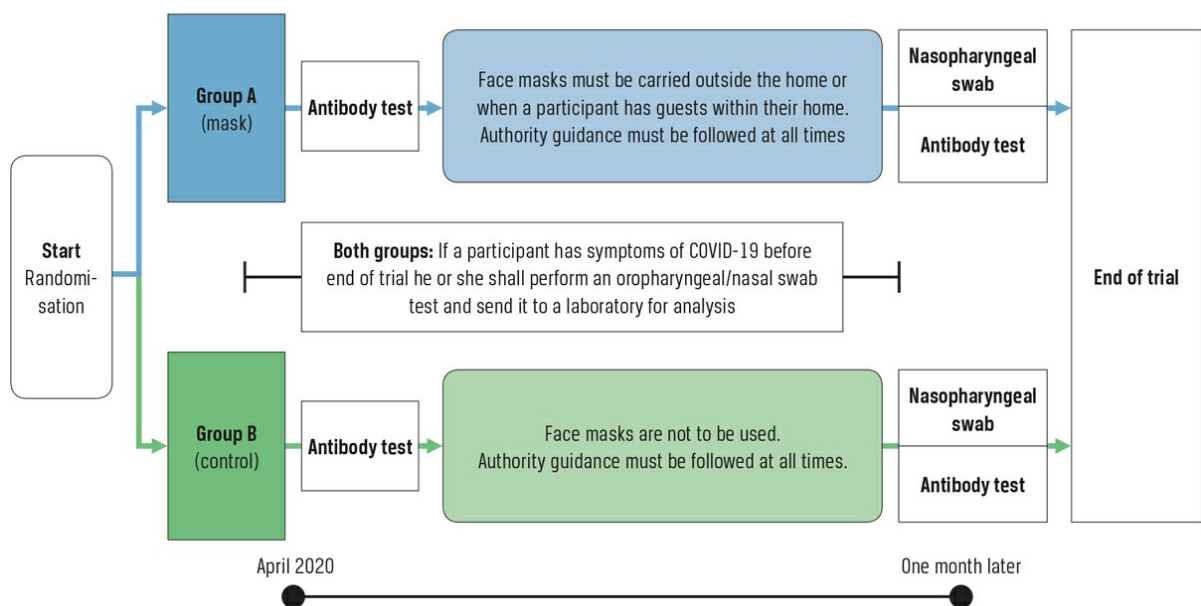 Start
Randomi-
sation
Group A
(mask)
Antibody test
Face masks must be carried outside the home or
when a participant has guests within their home.
Authority guidance must be followed at all times
Nasopharyngeal
swab
Antibody test
Both groups: If a participant has symptoms of COVID-19 before
end of trial he or she shall perform an oropharyngeal/nasal swab
test and send it to a laboratory for analysis
End of trial
Group B
(control)
Antibody test
Face masks are not to be used.
Authority guidance must be followed at all times.
Nasopharyngeal
swab
Antibody test
April 2020
One month later